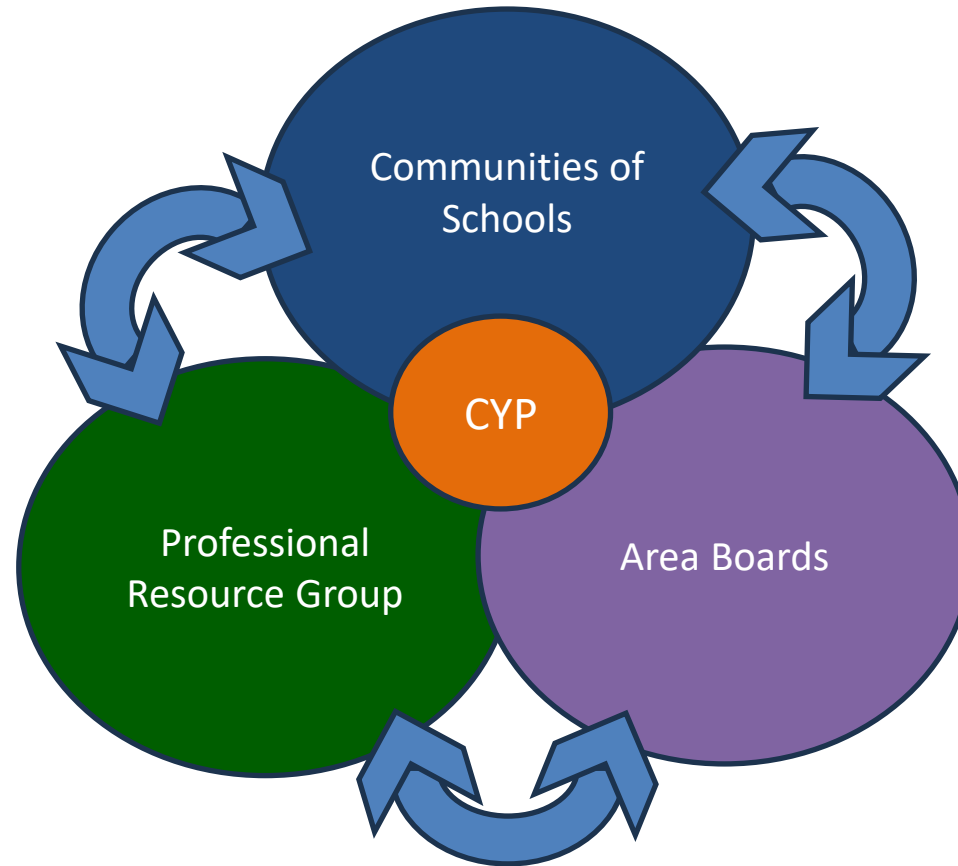 Communities of
Schools
CYP
Professional
Resource Group
Area Boards